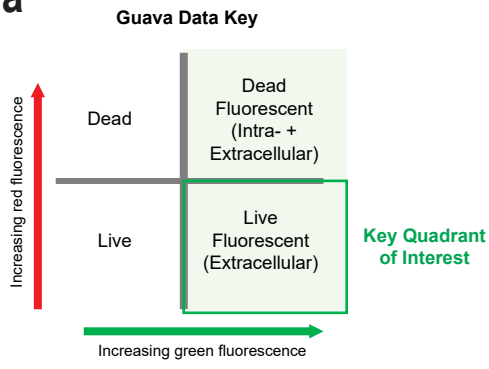 a
Guava Data Key
Increasing red fluorescence
Dead
Dead
Fluorescent
(Intra- +
Extracellular)
Live
Live
Fluorescent
(Extracellular)
Key Quadrant
of Interest
Increasing green fluorescence